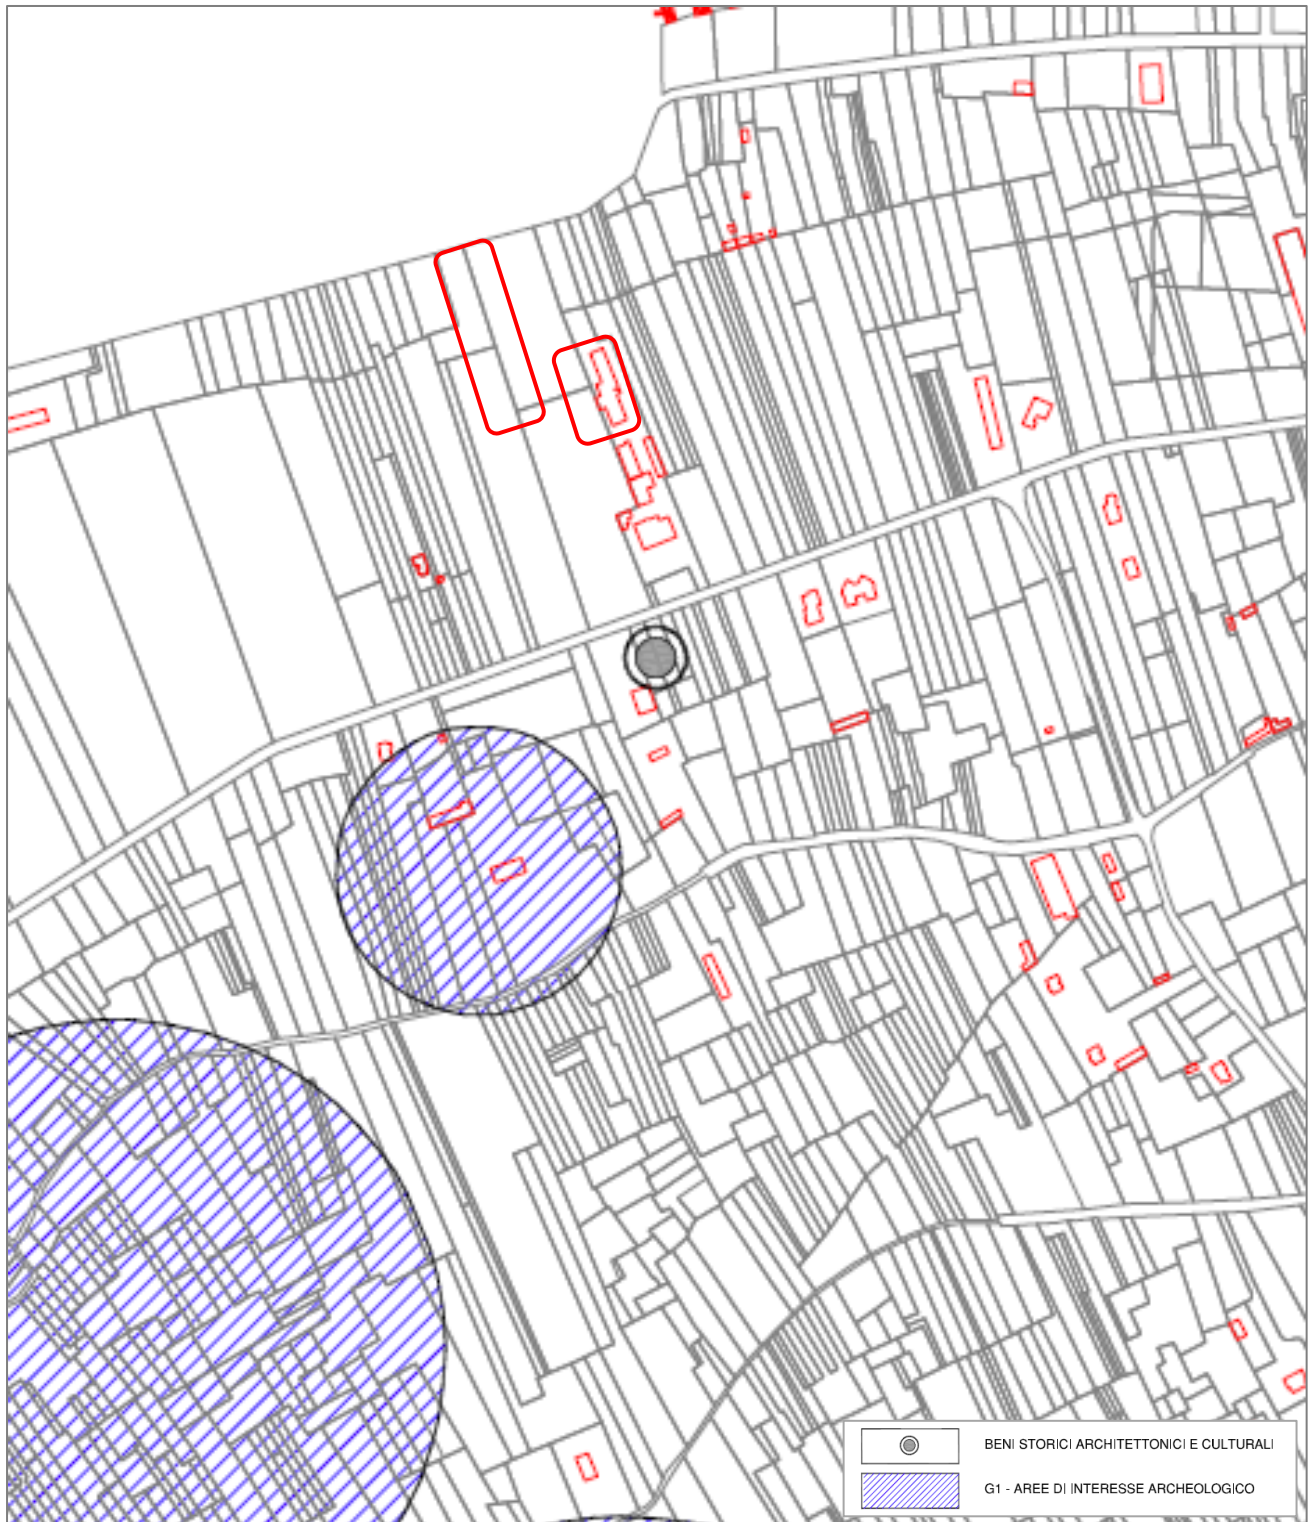 BENI STORICI ARCHITETTONICI E CULTURALI
G1 - AREE DI INTERESSE ARCHEOLOGICO